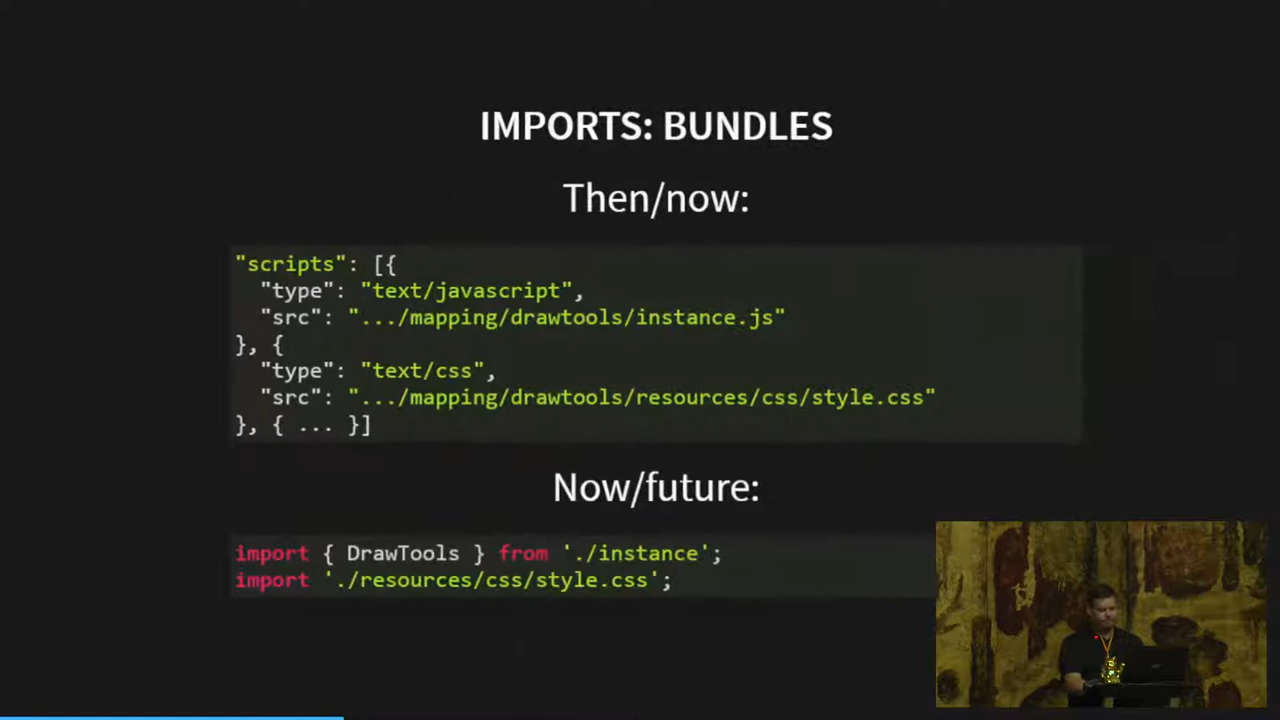 IMPORTS: BUNDLES
Then/now:
"scripts": [{
"type": "text/javascript",
"src": ".../mapping/drawtools/instance.js"
}, {
"type": "text/css",
"src": ".../mapping/drawtools/resources/css/style.css"
}, { ... }]
Now/future:
import { DrawTools } from './instance';
import './resources/css/style.css';